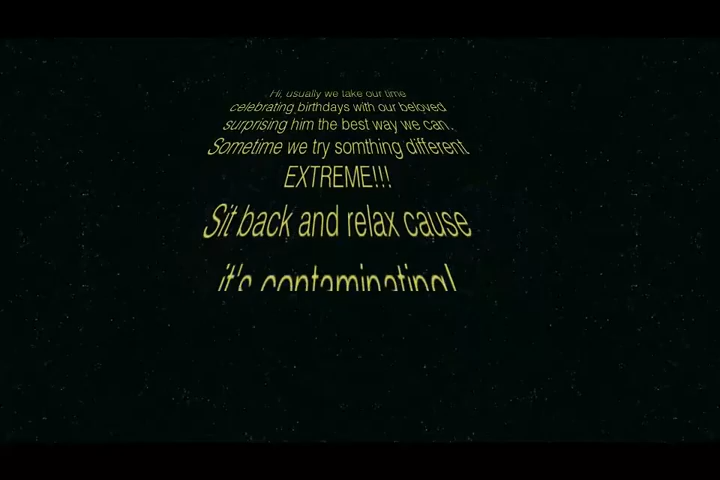 Hi, usually we take our time
celebrating birthdays with our beloved
surprising him the best way we can.
Sometime we try somthing different
EXTREME!!!
Sit back and relax cause
it's contaminating!